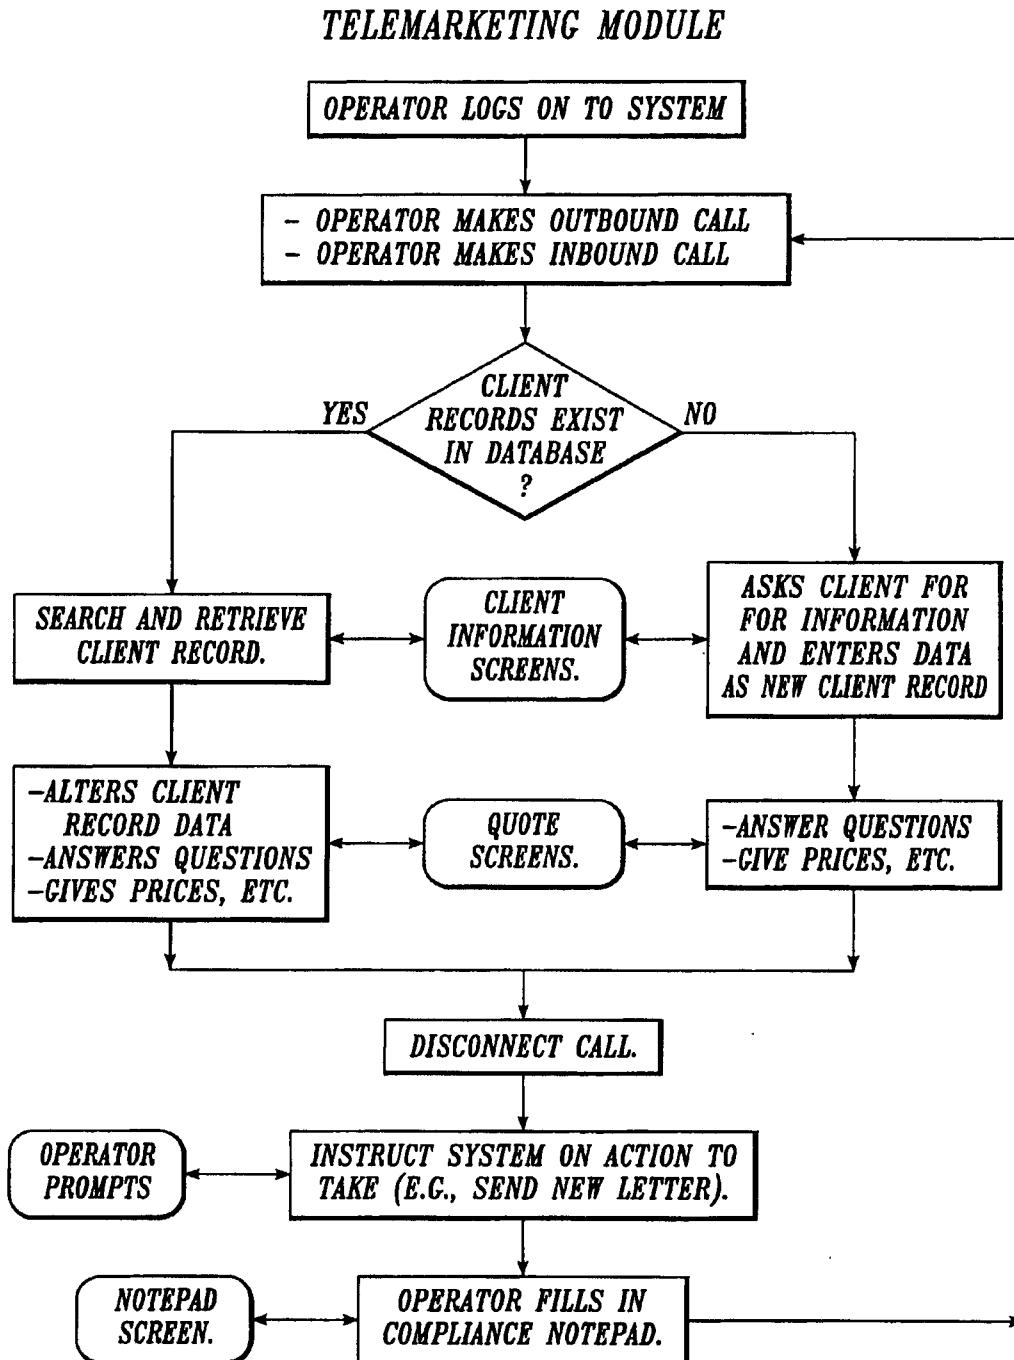 TELEMARKETING MODULE
OPERATOR LOGS ON TO SYSTEM
- OPERATOR MAKES OUTBOUND CALL
- OPERATOR MAKES INBOUND CALL
CLIENT
RECORDS EXIST
IN DATABASE
?
YES
NO
SEARCH AND RETRIEVE
CLIENT RECORD.
CLIENT
INFORMATION
SCREENS.
ASKS CLIENT FOR
FOR INFORMATION
AND ENTERS DATA
AS NEW CLIENT RECORD
-ALTERS CLIENT
RECORD DATA
-ANSWERS QUESTIONS
-GIVES PRICES, ETC.
QUOTE
SCREENS.
-ANSWER QUESTIONS
-GIVE PRICES, ETC.
DISCONNECT CALL.
OPERATOR
PROMPTS
INSTRUCT SYSTEM ON ACTION TO
TAKE (E.G., SEND NEW LETTER).
NOTEPAD
SCREEN.
OPERATOR FILLS IN
COMPLIANCE NOTEPAD.